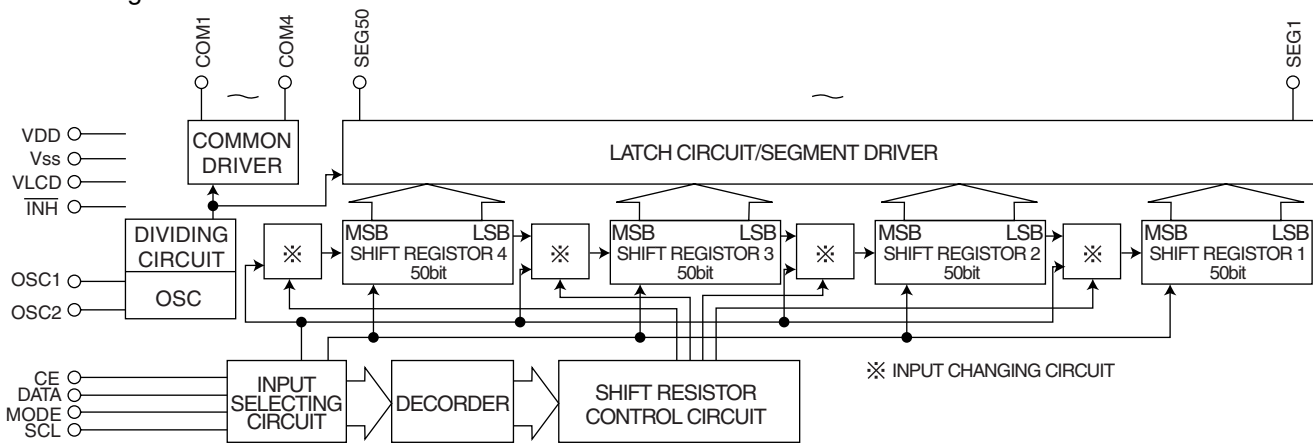 COM1
COM4
SEG50
SEG1
VDD
Vss
VLCD
INH
COMMON
DRIVER
LATCH CIRCUIT/SEGMENT DRIVER
DIVIDING
CIRCUIT
OSC
OSC1
OSC2
※
MSB LSB
SHIFT REGISTOR 4
50bit
※
MSB LSB
SHIFT REGISTOR 3
50bit
※
MSB LSB
SHIFT REGISTOR 2
50bit
※
MSB LSB
SHIFT REGISTOR 1
50bit
CE
DATA
MODE
SCL
INPUT
SELECTING
CIRCUIT
DECORDER
SHIFT RESISTOR
CONTROL CIRCUIT
※ INPUT CHANGING CIRCUIT